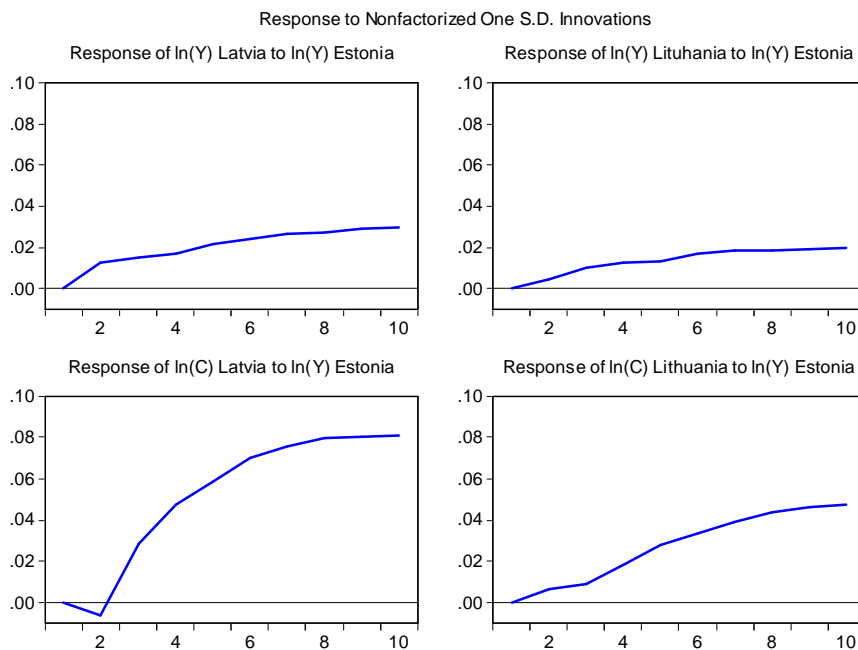 Response to Nonfactorized One S.D. Innovations
Response of ln(Y) Latvia to ln(Y) Estonia
Response of ln(Y) Lituhania to ln(Y) Estonia
.10
.08
.06
.04
.02
.00
2 4 6 8 10
.10
.08
.06
.04
.02
.00
2 4 6 8 10
Response of ln(C) Latvia to ln(Y) Estonia
Response of ln(C) Lithuania to ln(Y) Estonia
.10
.08
.06
.04
.02
.00
2 4 6 8 10
.10
.08
.06
.04
.02
.00
2 4 6 8 10